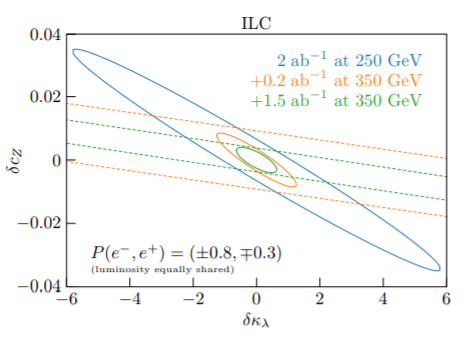 ILC
0.04
0.02
0
−0.02
−0.04
δc_Z
2 ab⁻¹ at 250 GeV
+0.2 ab⁻¹ at 350 GeV
+1.5 ab⁻¹ at 350 GeV
P(e⁻, e⁺) = (±0.8, ∓0.3)
(luminosity equally shared)
−6 −4 −2 0 2 4 6
δκ_λ